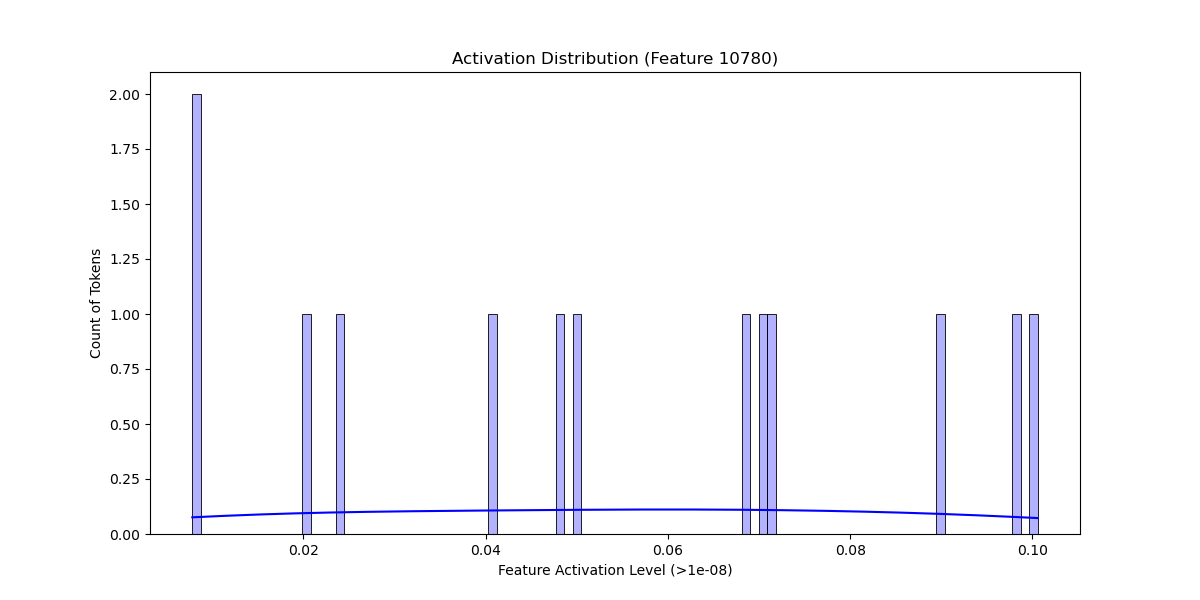 Activation Distribution (Feature 10780)
2.00
1.75
1.50
1.25
1.00
0.75
0.50
0.25
0.00
Count of Tokens
0.02 0.04 0.06 0.08 0.10
Feature Activation Level (>1e-08)